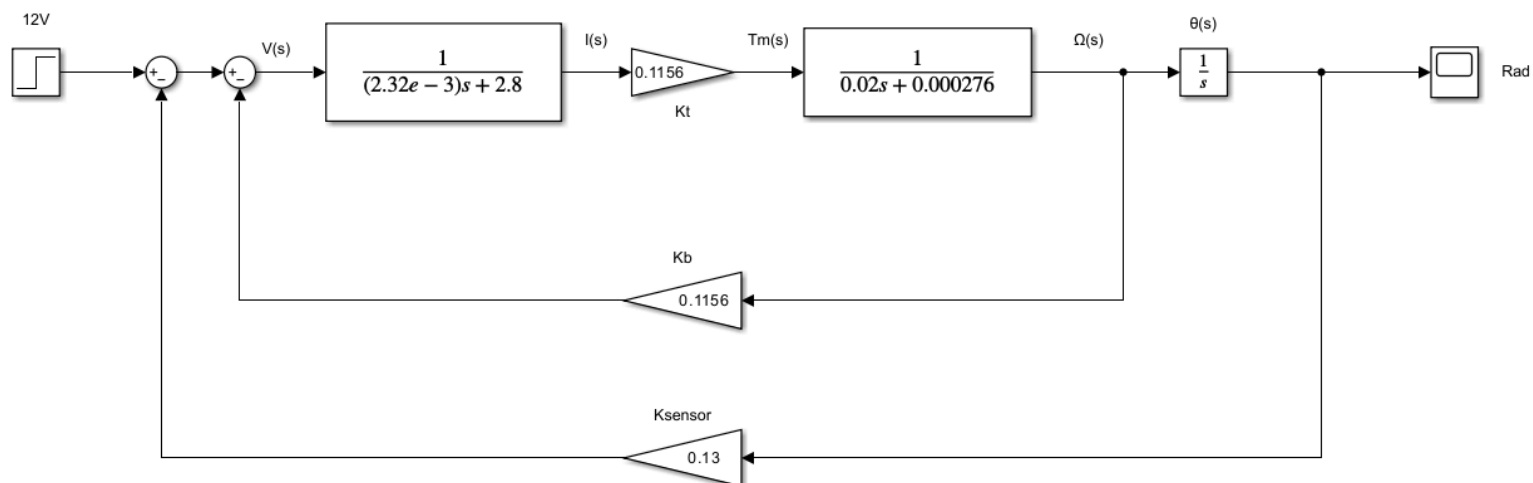 12V
+
−
+
−
V(s)
1
(2.32e − 3)s + 2.8
I(s)
0.1156
Kt
Tm(s)
1
0.02s + 0.000276
Ω(s)
θ(s)
1
s
Rad
Kb
0.1156
Ksensor
0.13